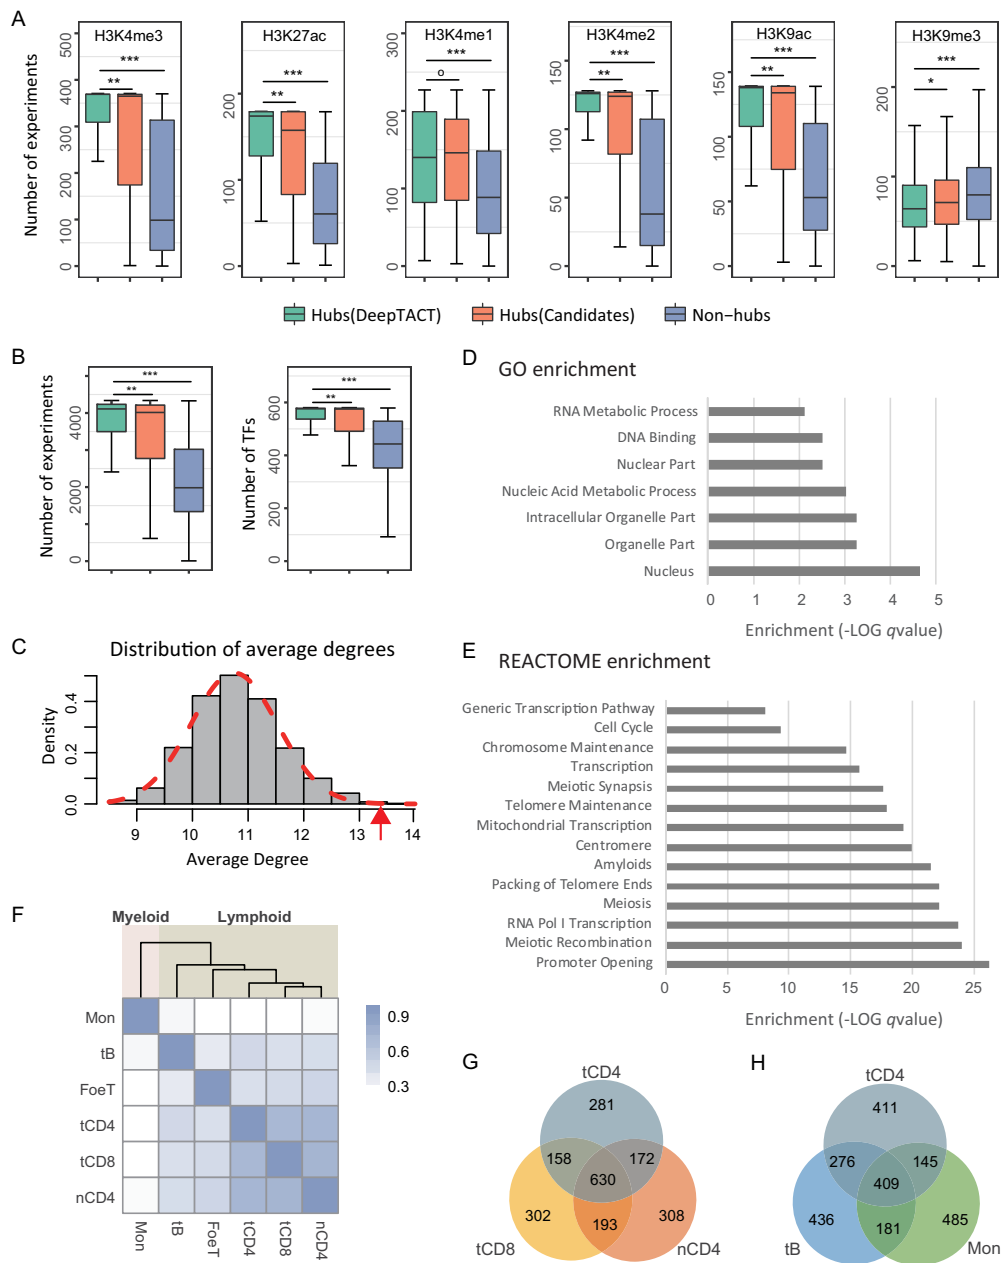 A
H3K4me3
H3K27ac
H3K4me1
H3K4me2
H3K9ac
H3K9me3
Number of experiments
0 100 200 300 400 500
** ***
0 100 200
** ***
0 100 200 300
o ***
0 50 100 150
** ***
0 50 100 150
** ***
0 100 200
* ***
Hubs(DeepTACT) Hubs(Candidates) Non-hubs
B
Number of experiments
0 2000 4000
** ***
Number of TFs
0 200 400 600
** ***
C
Distribution of average degrees
Density
0.0 0.2 0.4
9 10 11 12 13 14
Average Degree
D
GO enrichment
RNA Metabolic Process
DNA Binding
Nuclear Part
Nucleic Acid Metabolic Process
Intracellular Organelle Part
Organelle Part
Nucleus
0 1 2 3 4 5
Enrichment (-LOG qvalue)
E
REACTOME enrichment
Generic Transcription Pathway
Cell Cycle
Chromosome Maintenance
Transcription
Meiotic Synapsis
Telomere Maintenance
Mitochondrial Transcription
Centromere
Amyloids
Packing of Telomere Ends
Meiosis
RNA Pol I Transcription
Meiotic Recombination
Promoter Opening
0 5 10 15 20 25
Enrichment (-LOG qvalue)
F
Myeloid Lymphoid
Mon
tB
FoeT
tCD4
tCD8
nCD4
Mon tB FoeT tCD4 tCD8 nCD4
0.9
0.6
0.3
G
tCD4
281
158 172
630
302 193 308
tCD8 nCD4
H
tCD4
411
276 145
409
436 181 485
tB Mon